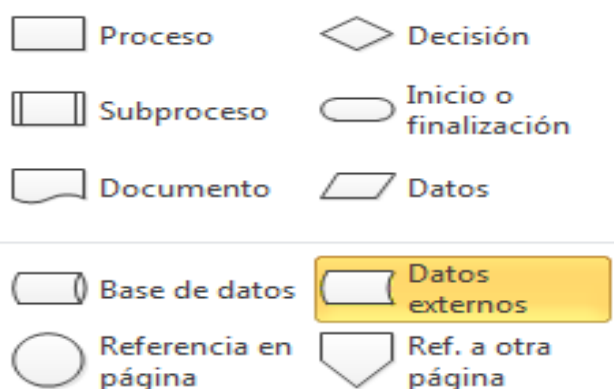 Proceso
Decisión
Subproceso
Inicio o
finalización
Documento
Datos
Base de datos
Datos
externos
Referencia en
página
Ref. a otra
página